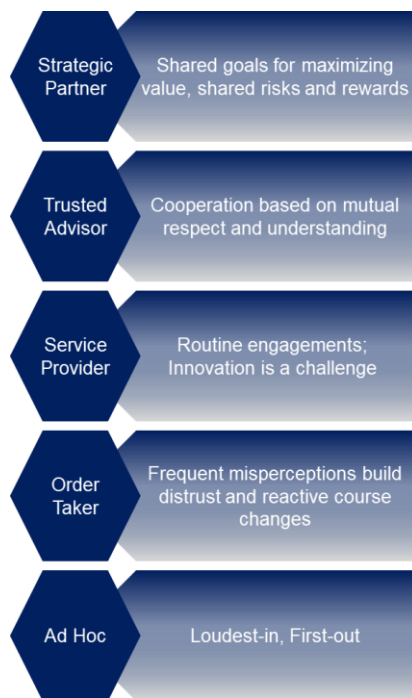 Strategic
Partner
Shared goals for maximizing
value, shared risks and rewards
Trusted
Advisor
Cooperation based on mutual
respect and understanding
Service
Provider
Routine engagements;
Innovation is a challenge
Order
Taker
Frequent misperceptions build
distrust and reactive course
changes
Ad Hoc
Loudest-in, First-out